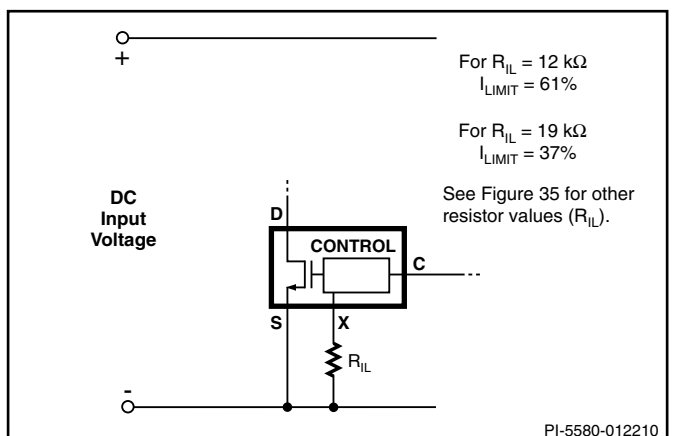 +
For R_IL = 12 kΩ
I_LIMIT = 61%
For R_IL = 19 kΩ
I_LIMIT = 37%
See Figure 35 for other
resistor values (R_IL).
DC
Input
Voltage
D
CONTROL
C
S
X
R_IL
-
PI-5580-012210